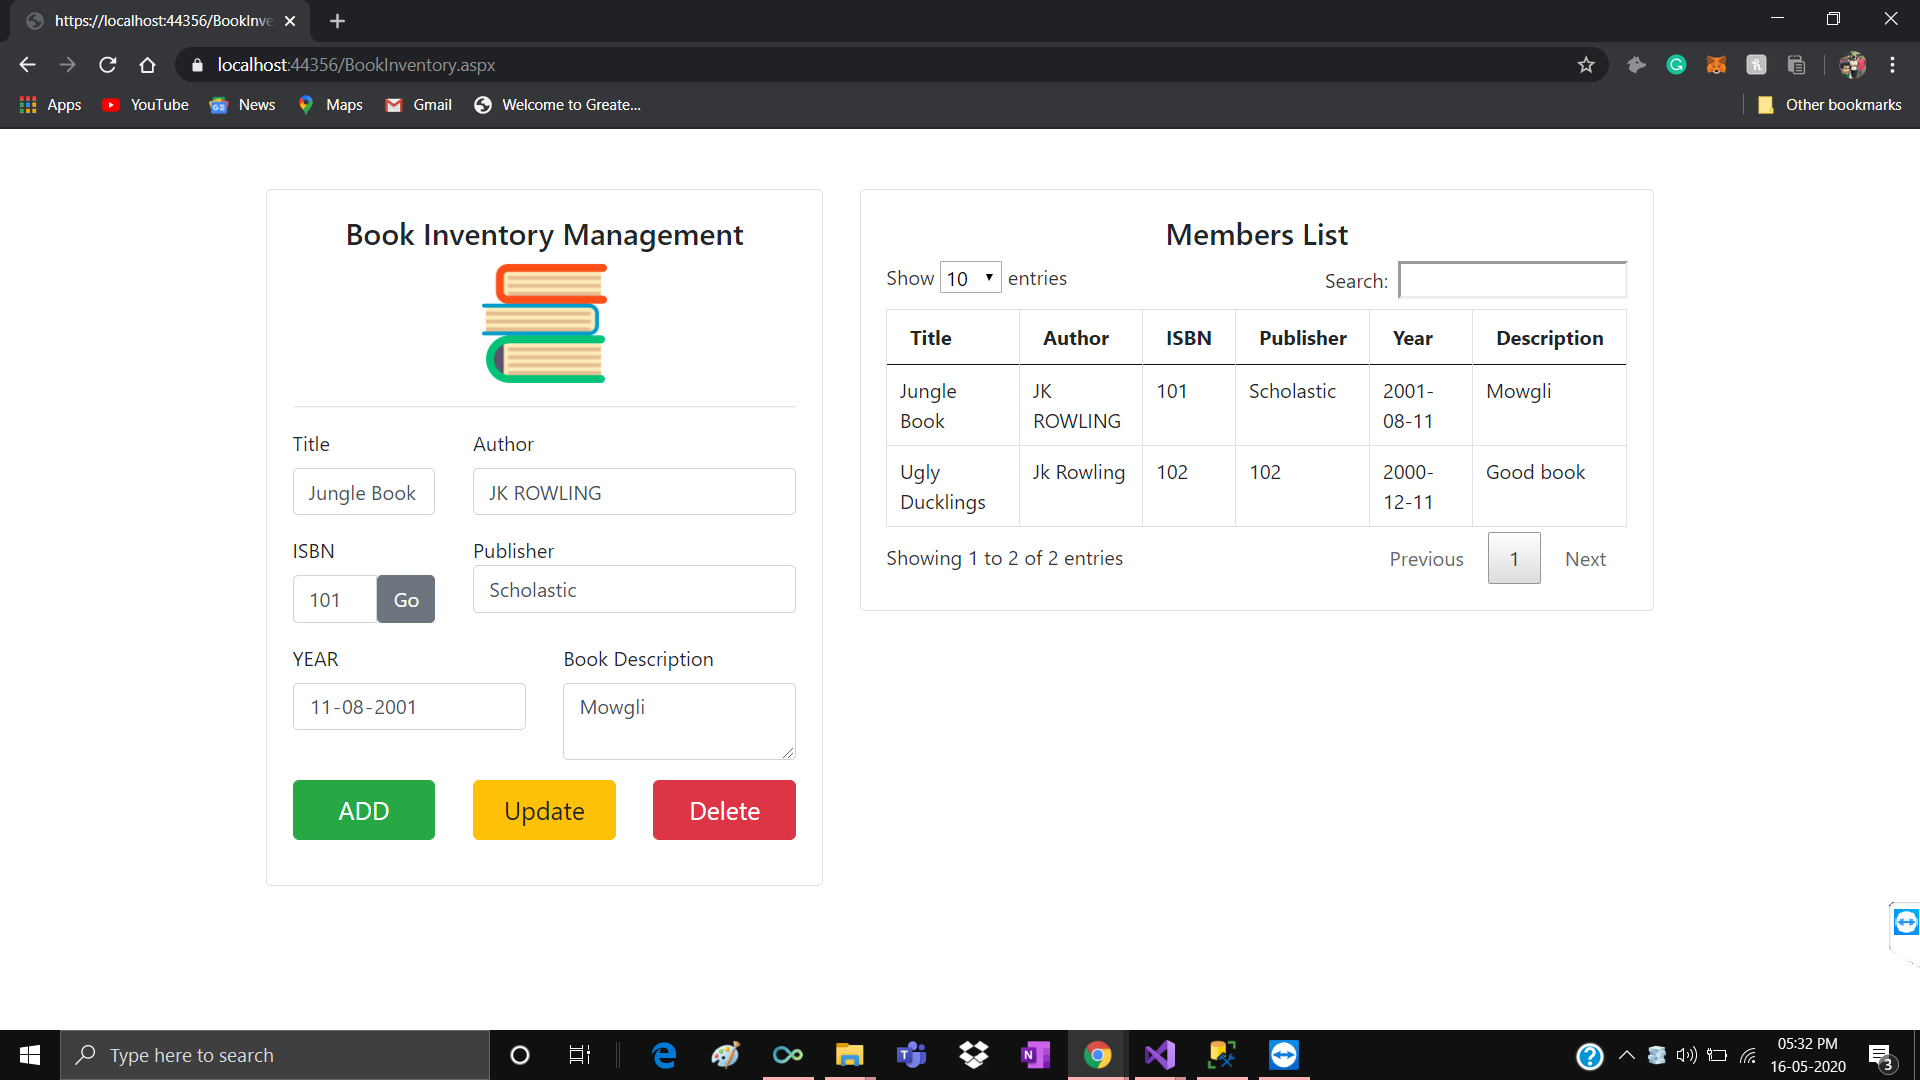 https://localhost:44356/BookInve
localhost:44356/BookInventory.aspx
Apps YouTube News Maps Gmail Welcome to Greate... Other bookmarks
Book Inventory Management
Title Author
Jungle Book JK ROWLING
ISBN Publisher
101 Go Scholastic
YEAR Book Description
11-08-2001 Mowgli
ADD Update Delete
Members List
Show 10 entries Search:
Title Author ISBN Publisher Year Description
Jungle JK 101 Scholastic 2001- Mowgli
Book ROWLING 08-11
Ugly Jk Rowling 102 102 2000- Good book
Ducklings 12-11
Showing 1 to 2 of 2 entries Previous 1 Next
Type here to search
05:32 PM
16-05-2020
3